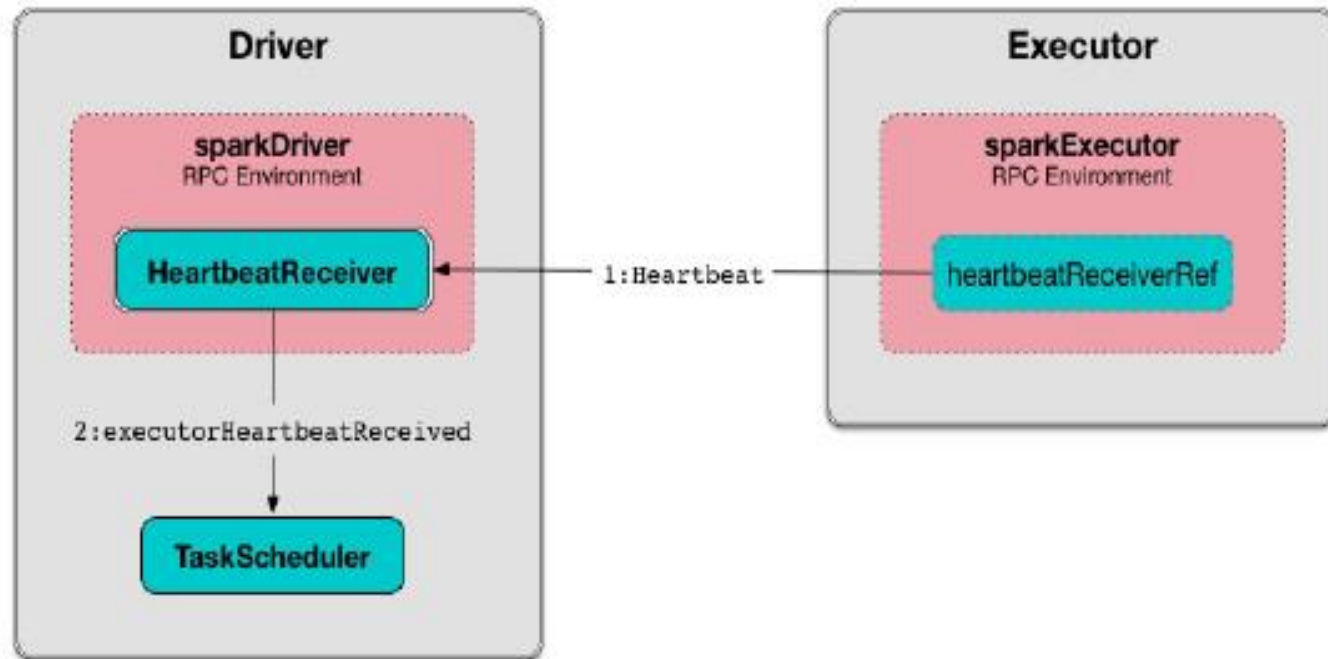 Driver
sparkDriver
RPC Environment
HeartbeatReceiver
2:executorHeartbeatReceived
TaskScheduler
1:Heartbeat
Executor
sparkExecutor
RPC Environment
heartbeatReceiverRef